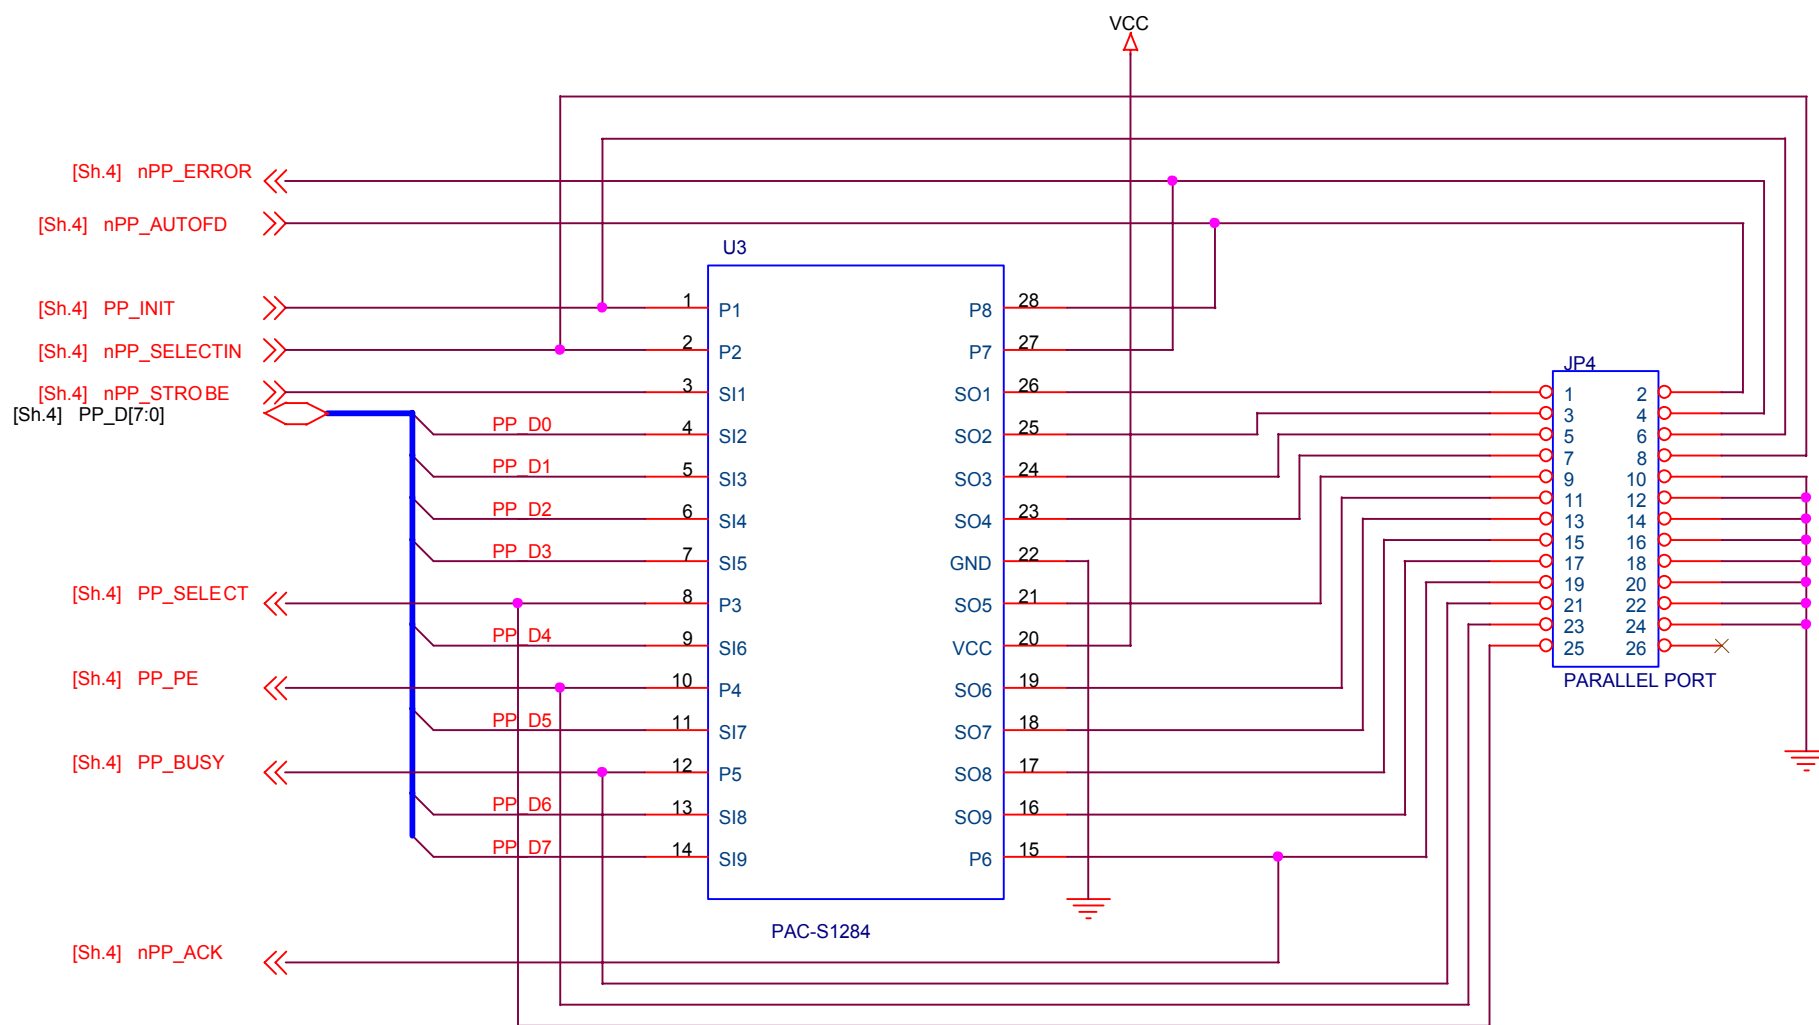 VCC
[Sh.4] nPP_ERROR
[Sh.4] nPP_AUTOFD
[Sh.4] PP_INIT
[Sh.4] nPP_SELECTIN
[Sh.4] nPP_STROBE
[Sh.4] PP_D[7:0]
PP_D0
PP_D1
PP_D2
PP_D3
[Sh.4] PP_SELECT
PP_D4
[Sh.4] PP_PE
PP_D5
[Sh.4] PP_BUSY
PP_D6
PP_D7
[Sh.4] nPP_ACK
U3
1 P1 P8 28
2 P2 P7 27
3 SI1 SO1 26
4 SI2 SO2 25
5 SI3 SO3 24
6 SI4 SO4 23
7 SI5 GND 22
8 P3 SO5 21
9 SI6 VCC 20
10 P4 SO6 19
11 SI7 SO7 18
12 P5 SO8 17
13 SI8 SO9 16
14 SI9 P6 15
PAC-S1284
JP4
1 2
3 4
5 6
7 8
9 10
11 12
13 14
15 16
17 18
19 20
21 22
23 24
25 26
PARALLEL PORT